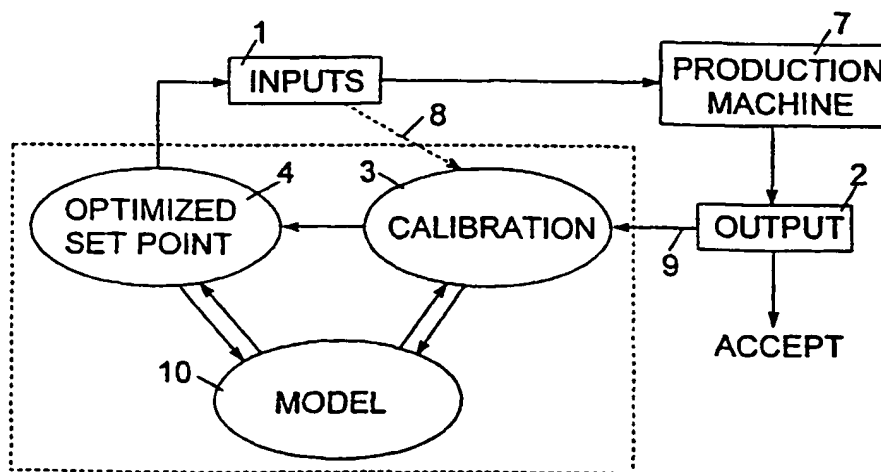 1
INPUTS
7
PRODUCTION
MACHINE
8
4
OPTIMIZED
SET POINT
3
CALIBRATION
2
OUTPUT
9
ACCEPT
10
MODEL